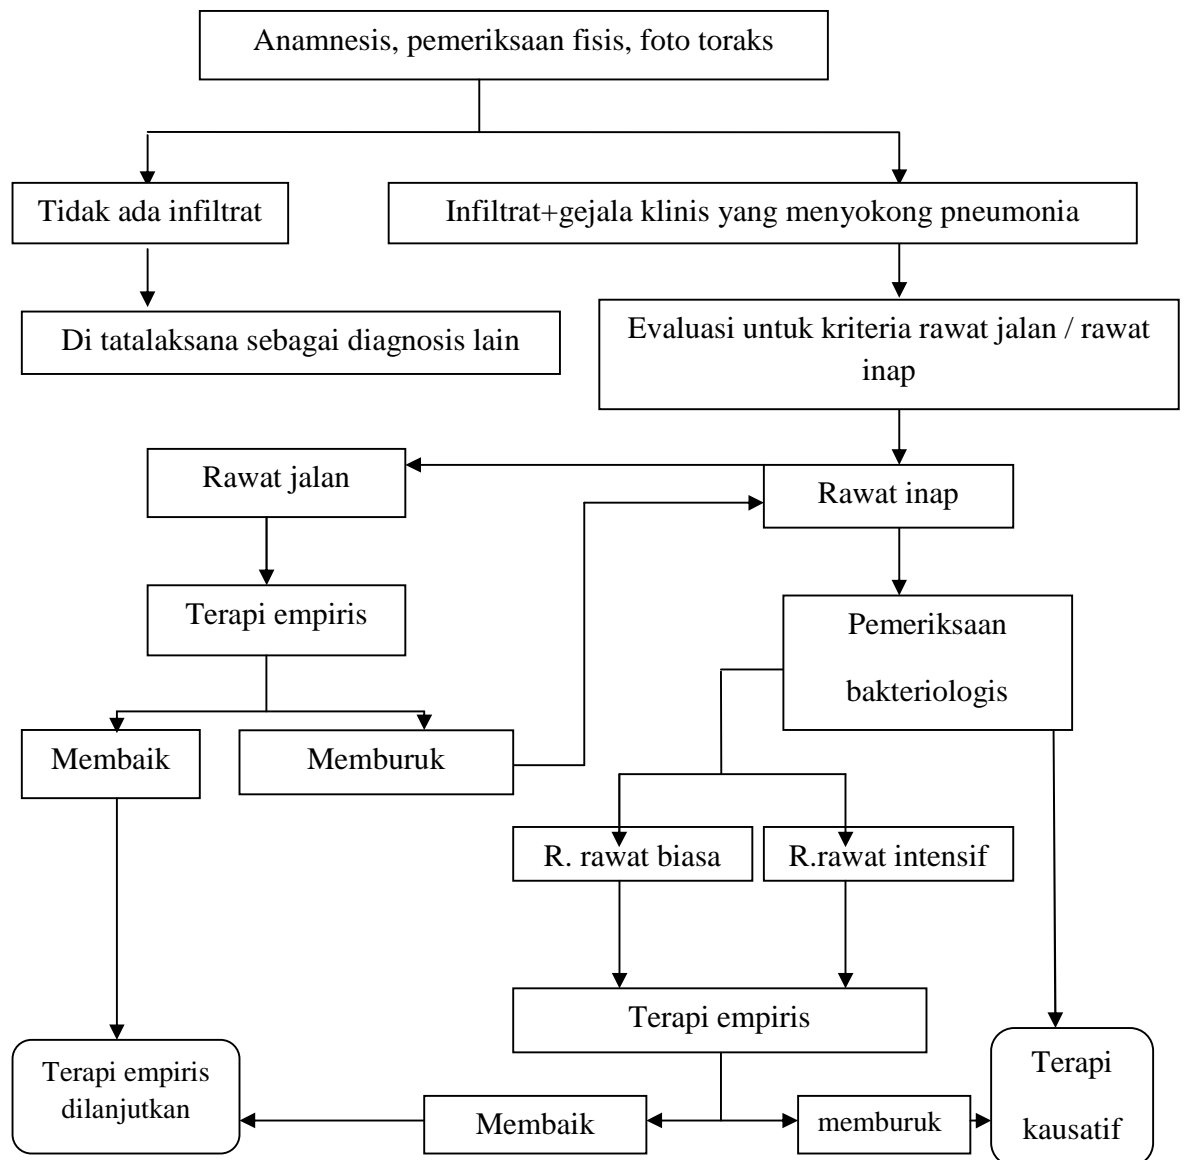 Anamnesis, pemeriksaan fisis, foto toraks
Tidak ada infiltrat
Infiltrat+gejala klinis yang menyokong pneumonia
Di tatalaksana sebagai diagnosis lain
Evaluasi untuk kriteria rawat jalan / rawat
inap
Rawat jalan
Rawat inap
Terapi empiris
Pemeriksaan
bakteriologis
Membaik
Memburuk
R. rawat biasa
R.rawat intensif
Terapi empiris
Terapi empiris
dilanjutkan
Membaik
memburuk
Terapi
kausatif